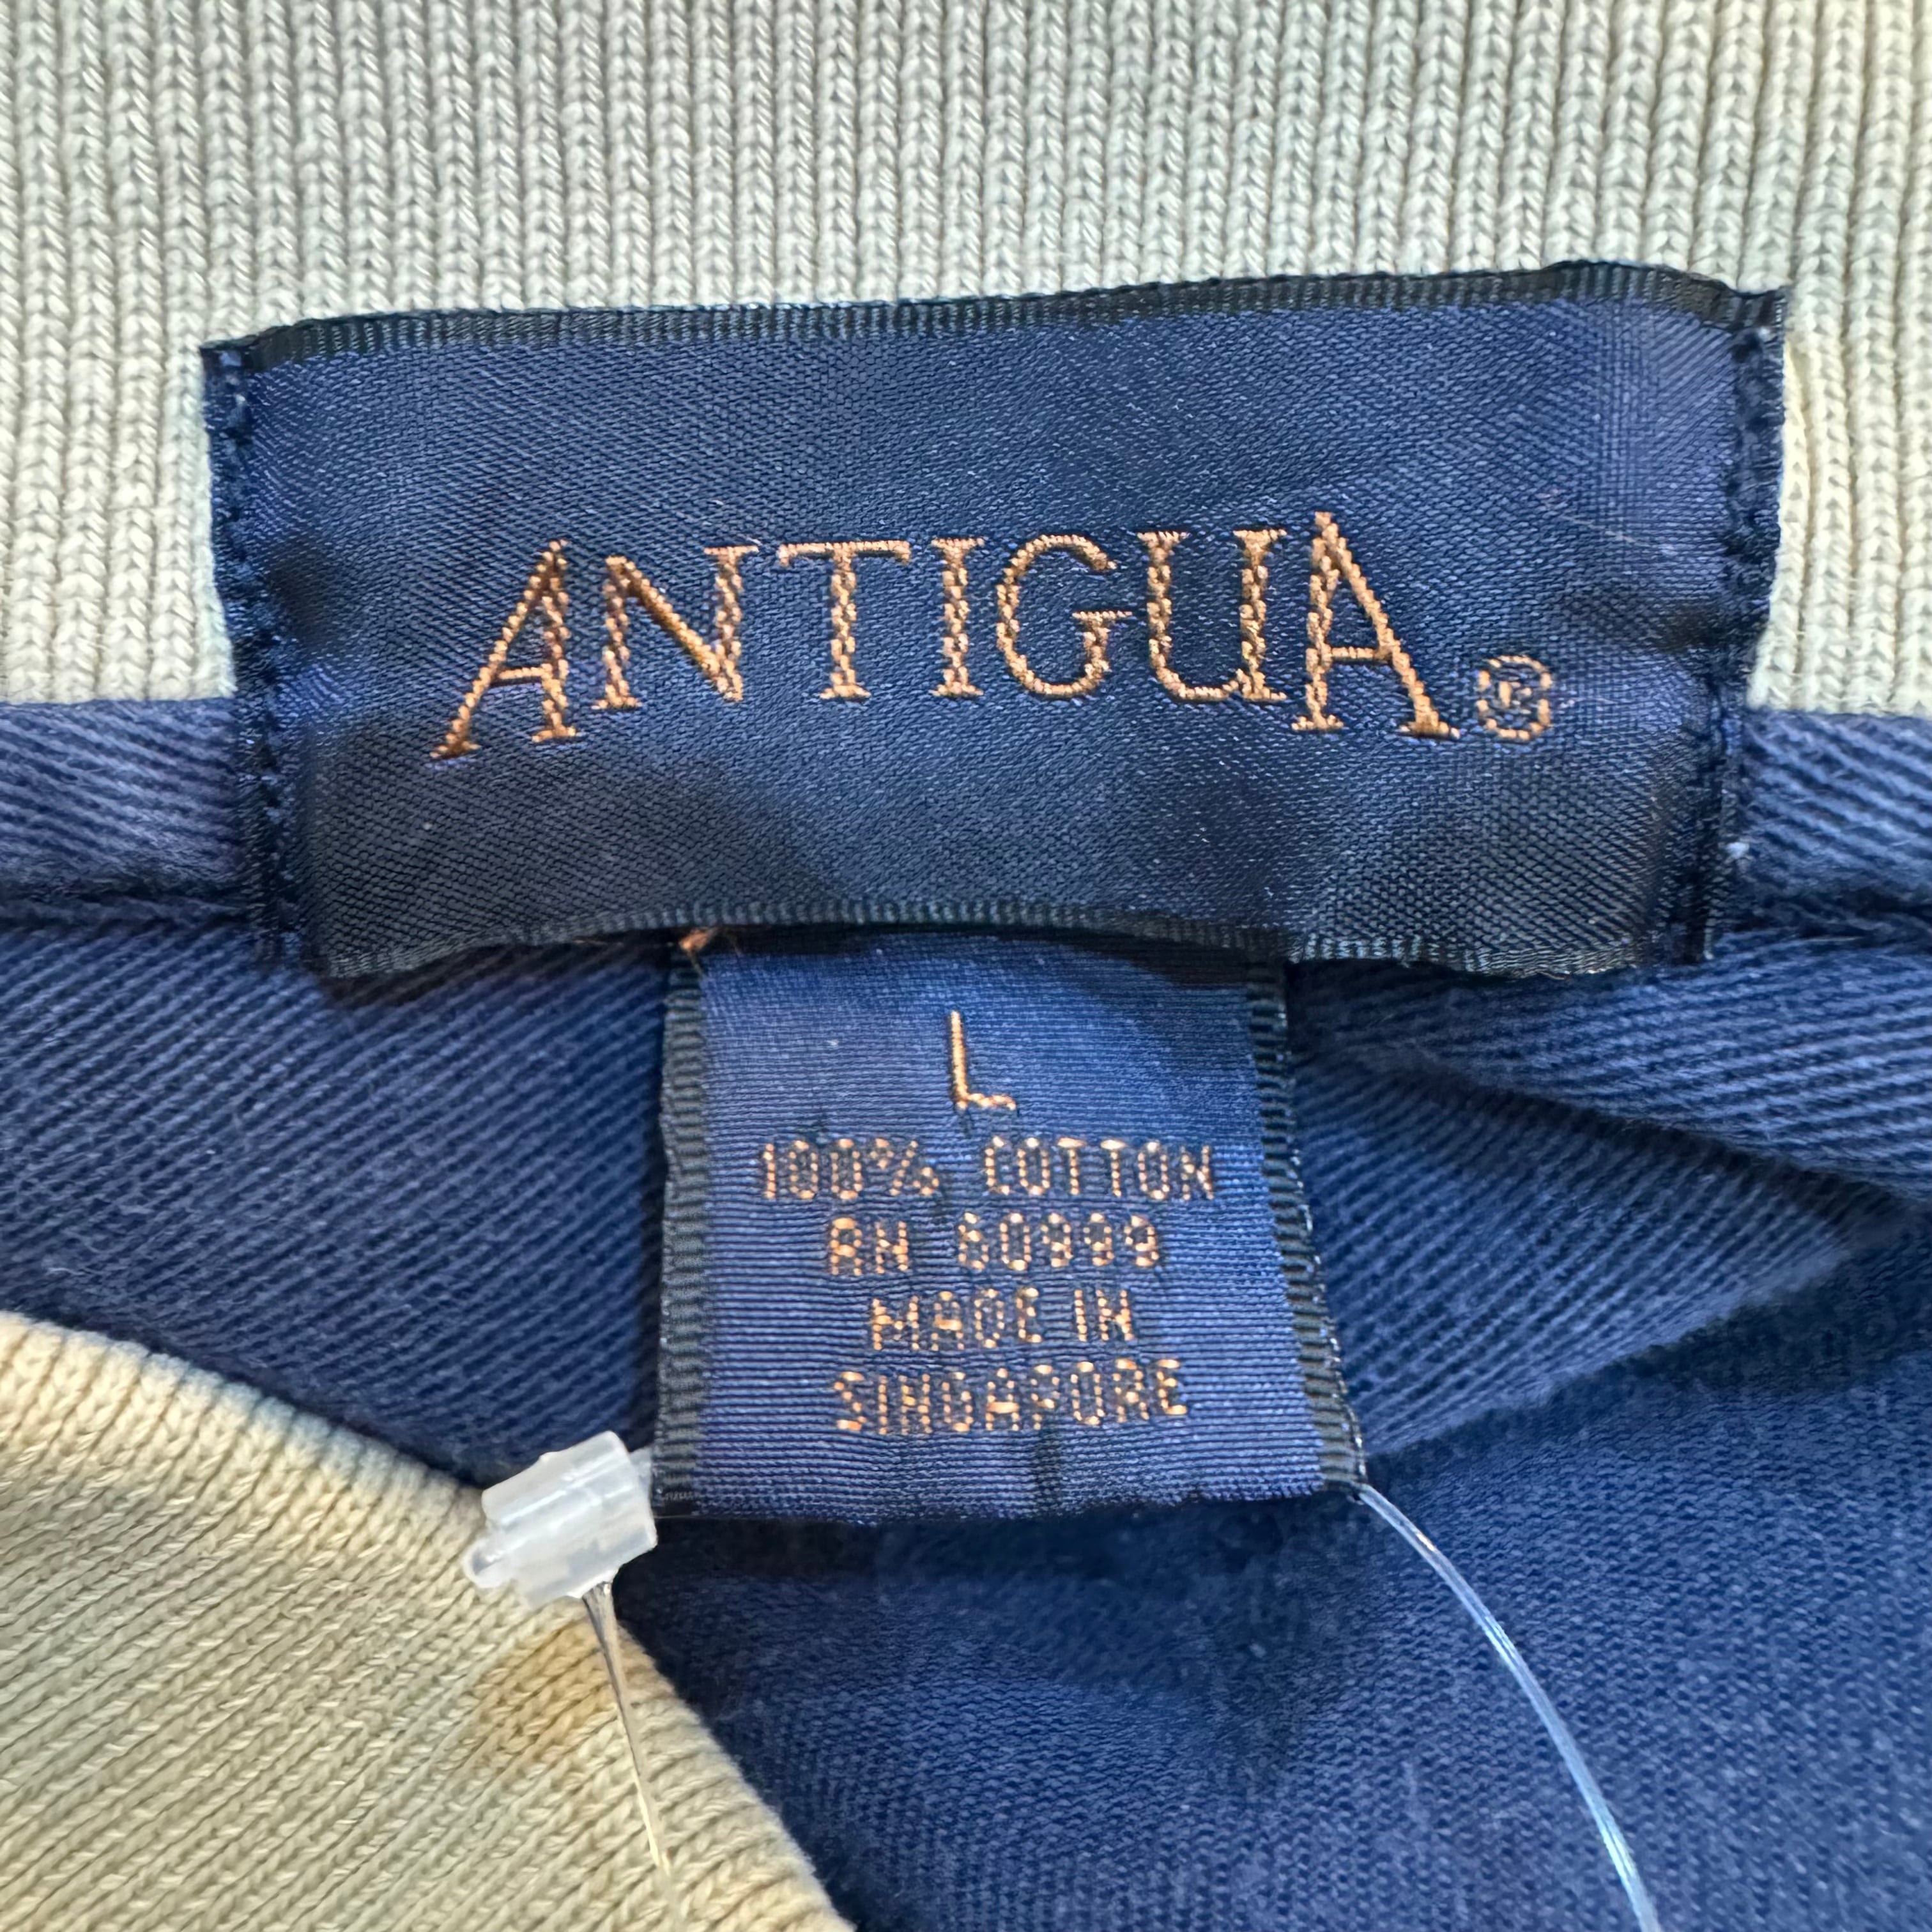 ANTIGUA®
L
100% COTTON
RN 60999
MADE IN
SINGAPORE